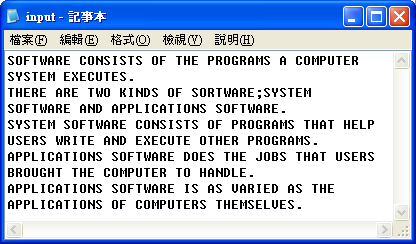 input - 記事本
檔案(F) 編輯(E) 格式(O) 檢視(V) 說明(H)
SOFTWARE CONSISTS OF THE PROGRAMS A COMPUTER
SYSTEM EXECUTES.
THERE ARE TWO KINDS OF SORTWARE;SYSTEM
SOFTWARE AND APPLICATIONS SOFTWARE.
SYSTEM SOFTWARE CONSISTS OF PROGRAMS THAT HELP
USERS WRITE AND EXECUTE OTHER PROGRAMS.
APPLICATIONS SOFTWARE DOES THE JOBS THAT USERS
BROUGHT THE COMPUTER TO HANDLE.
APPLICATIONS SOFTWARE IS AS VARIED AS THE
APPLICATIONS OF COMPUTERS THEMSELVES.